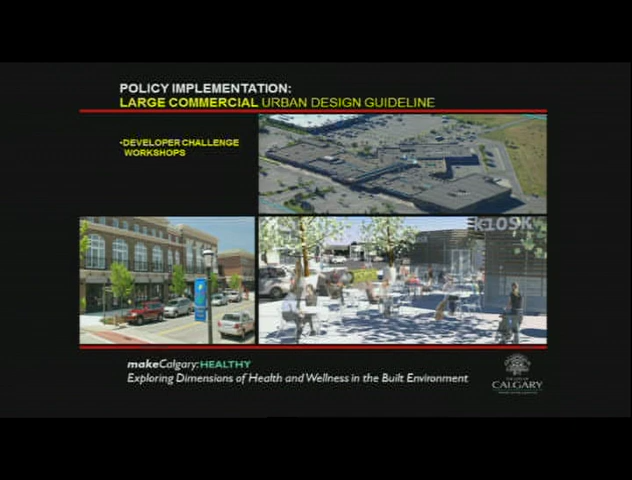 POLICY IMPLEMENTATION:
LARGE COMMERCIAL URBAN DESIGN GUIDELINE
•DEVELOPER CHALLENGE
WORKSHOPS
k109k
makeCalgary:HEALTHY
Exploring Dimensions of Health and Wellness in the Built Environment
CALGARY